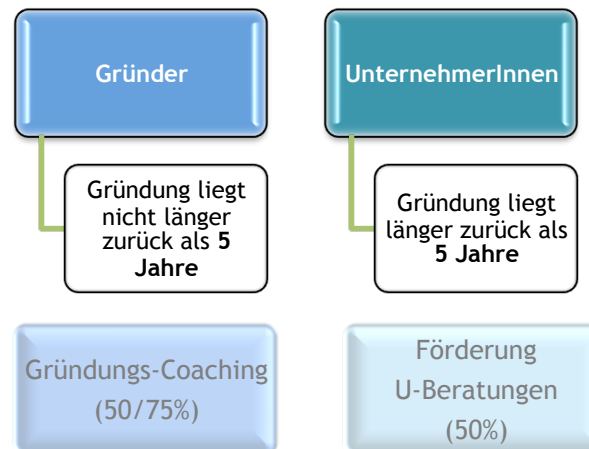 Gründer
Gründung liegt
nicht länger
zurück als 5
Jahre
Gründungs-Coaching
(50/75%)
UnternehmerInnen
Gründung liegt
länger zurück als
5 Jahre
Förderung
U-Beratungen
(50%)